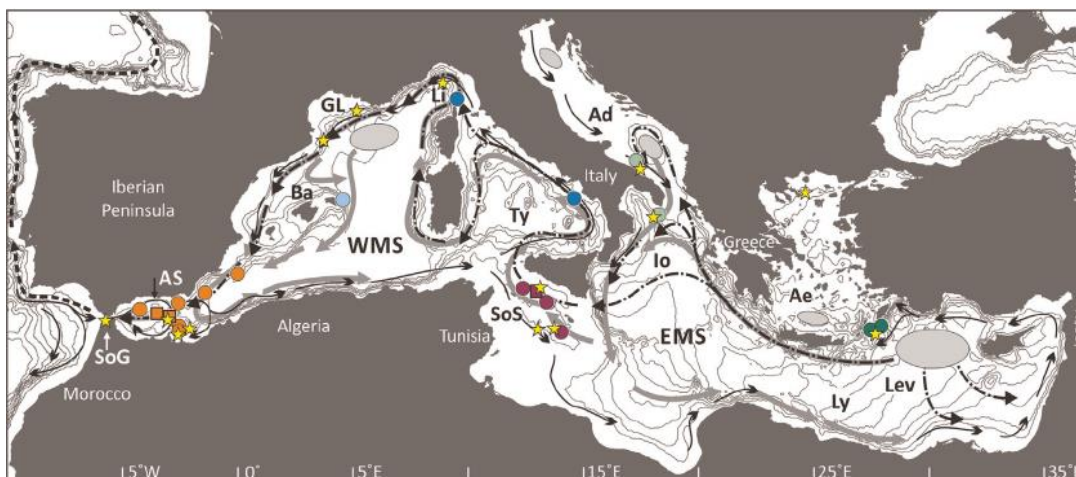 GL
Li
Ad
Iberian
Peninsula
Ba
Italy
WMS
Ty
Greece
Io
AS
Ae
SoG
Algeria
Tunisia
SoS
EMS
Morocco
Ly
Lev
5°W
0°
5°E
15°E
25°E
35°E